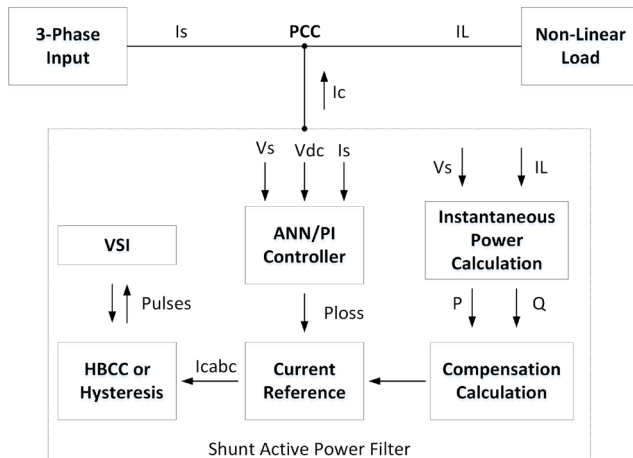 3-Phase
Input
Is
PCC
IL
Non-Linear
Load
Ic
Vs
Vdc
Is
Vs
IL
VSI
ANN/PI
Controller
Instantaneous
Power
Calculation
Pulses
Ploss
P
Q
HBCC or
Hysteresis
Icabc
Current
Reference
Compensation
Calculation
Shunt Active Power Filter